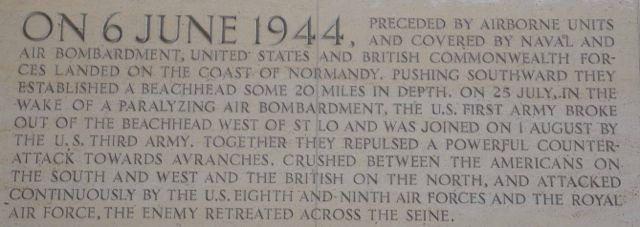 ON 6 JUNE 1944, PRECEDED BY AIRBORNE UNITS
AND COVERED BY NAVAL AND
AIR BOMBARDMENT, UNITED STATES AND BRITISH COMMONWEALTH FOR-
CES LANDED ON THE COAST OF NORMANDY. PUSHING SOUTHWARD THEY
ESTABLISHED A BEACHHEAD SOME 20 MILES IN DEPTH. ON 25 JULY, IN THE
WAKE OF A PARALYZING AIR BOMBARDMENT, THE U.S. FIRST ARMY BROKE
OUT OF THE BEACHHEAD WEST OF ST LO AND WAS JOINED ON 1 AUGUST BY
THE U.S. THIRD ARMY. TOGETHER THEY REPULSED A POWERFUL COUNTER-
ATTACK TOWARDS AVRANCHES. CRUSHED BETWEEN THE AMERICANS ON
THE SOUTH AND WEST AND THE BRITISH ON THE NORTH, AND ATTACKED
CONTINUOUSLY BY THE U.S. EIGHTH AND NINTH AIR FORCES AND THE ROYAL
AIR FORCE, THE ENEMY RETREATED ACROSS THE SEINE.